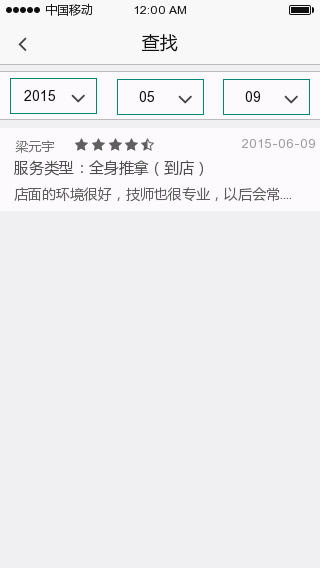 中国移动 12:00 AM
查找
2015 05 09
梁元宇 2015-06-09
服务类型：全身推拿（到店）
店面的环境很好，技师也很专业，以后会常....